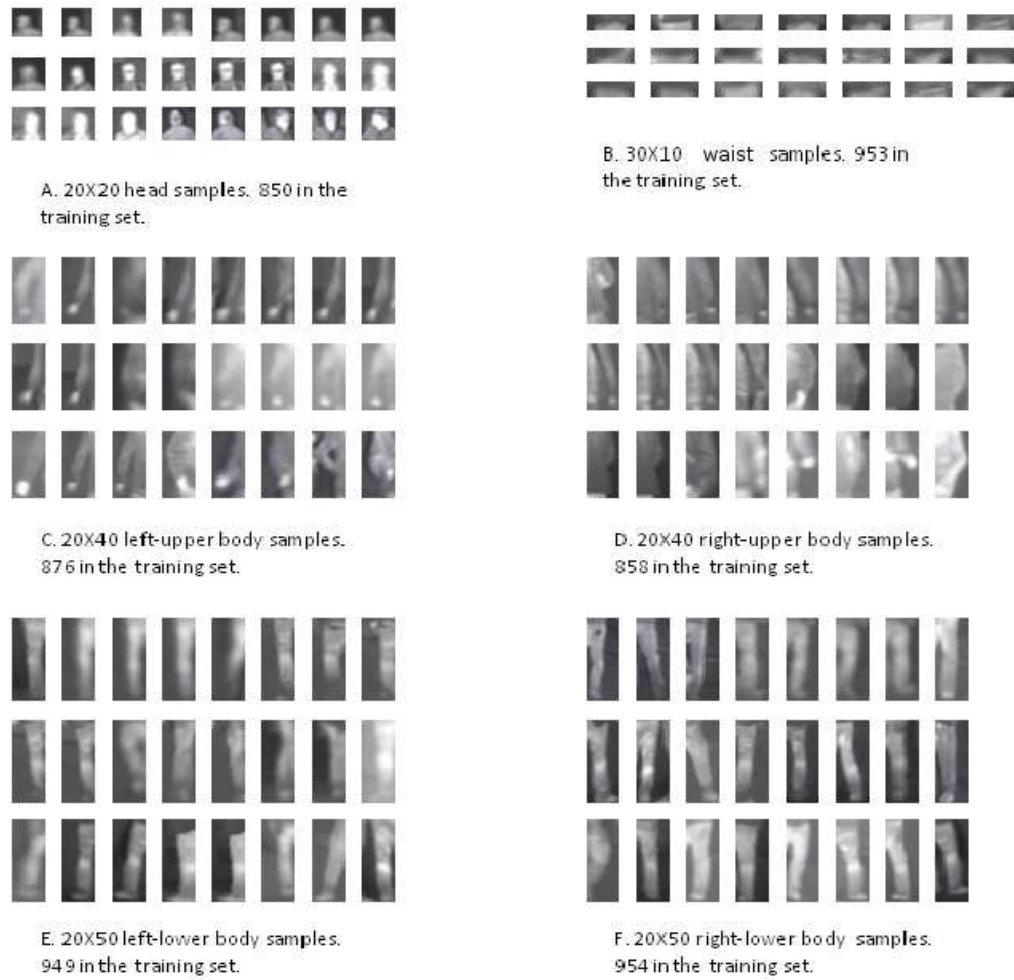 A. 20X20 head samples. 850 in the
training set.
B. 30X10 waist samples. 953 in
the training set.
C. 20X40 left-upper body samples.
876 in the training set.
D. 20X40 right-upper body samples.
858 in the training set.
E. 20X50 left-lower body samples.
949 in the training set.
F. 20X50 right-lower body samples.
954 in the training set.